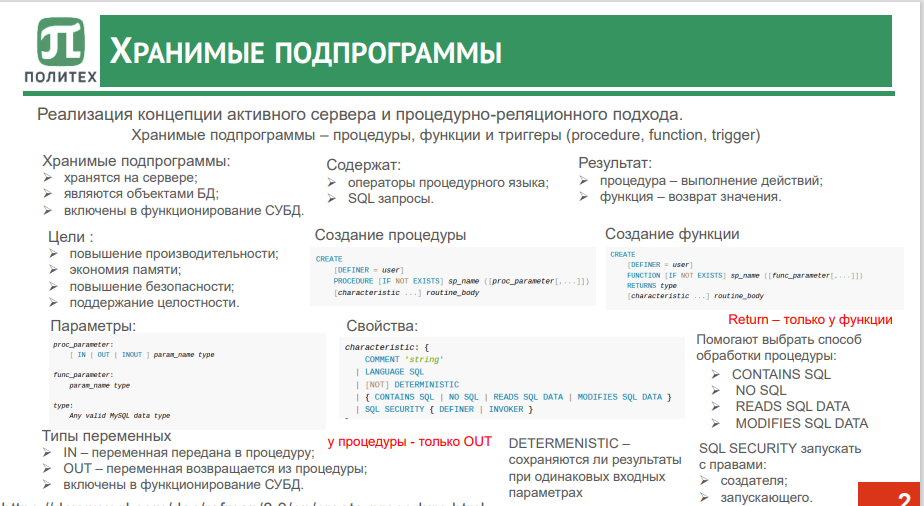 ПОЛИТЕХ
ХРАНИМЫЕ ПОДПРОГРАММЫ
Реализация концепции активного сервера и процедурно-реляционного подхода.
Хранимые подпрограммы – процедуры, функции и триггеры (procedure, function, trigger)
Хранимые подпрограммы:
➢ хранятся на сервере;
➢ являются объектами БД;
➢ включены в функционирование СУБД.
Содержат:
➢ операторы процедурного языка;
➢ SQL запросы.
Результат:
➢ процедура – выполнение действий;
➢ функция – возврат значения.
Цели :
➢ повышение производительности;
➢ экономия памяти;
➢ повышение безопасности;
➢ поддержание целостности.
Создание процедуры
CREATE
[DEFINER = user]
PROCEDURE [IF NOT EXISTS] sp_name ([proc_parameter[,...]])
[characteristic ...] routine_body
Создание функции
CREATE
[DEFINER = user]
FUNCTION [IF NOT EXISTS] sp_name ([func_parameter[,...]])
RETURNS type
[characteristic ...] routine_body
Return – только у функции
Параметры:
proc_parameter:
[ IN | OUT | INOUT ] param_name type
func_parameter:
param_name type
type:
Any valid MySQL data type
Свойства:
characteristic: {
COMMENT 'string'
| LANGUAGE SQL
| [NOT] DETERMINISTIC
| { CONTAINS SQL | NO SQL | READS SQL DATA | MODIFIES SQL DATA }
| SQL SECURITY { DEFINER | INVOKER }
Помогают выбрать способ
обработки процедуры:
➢ CONTAINS SQL
➢ NO SQL
➢ READS SQL DATA
➢ MODIFIES SQL DATA
Типы переменных
➢ IN – переменная передана в процедуру;
➢ OUT – переменная возвращается из процедуры;
➢ включены в функционирование СУБД.
у процедуры - только OUT
DETERMENISTIC –
сохраняются ли результаты
при одинаковых входных
параметрах
SQL SECURITY запускать
с правами:
➢ создателя;
➢ запускающего.
2